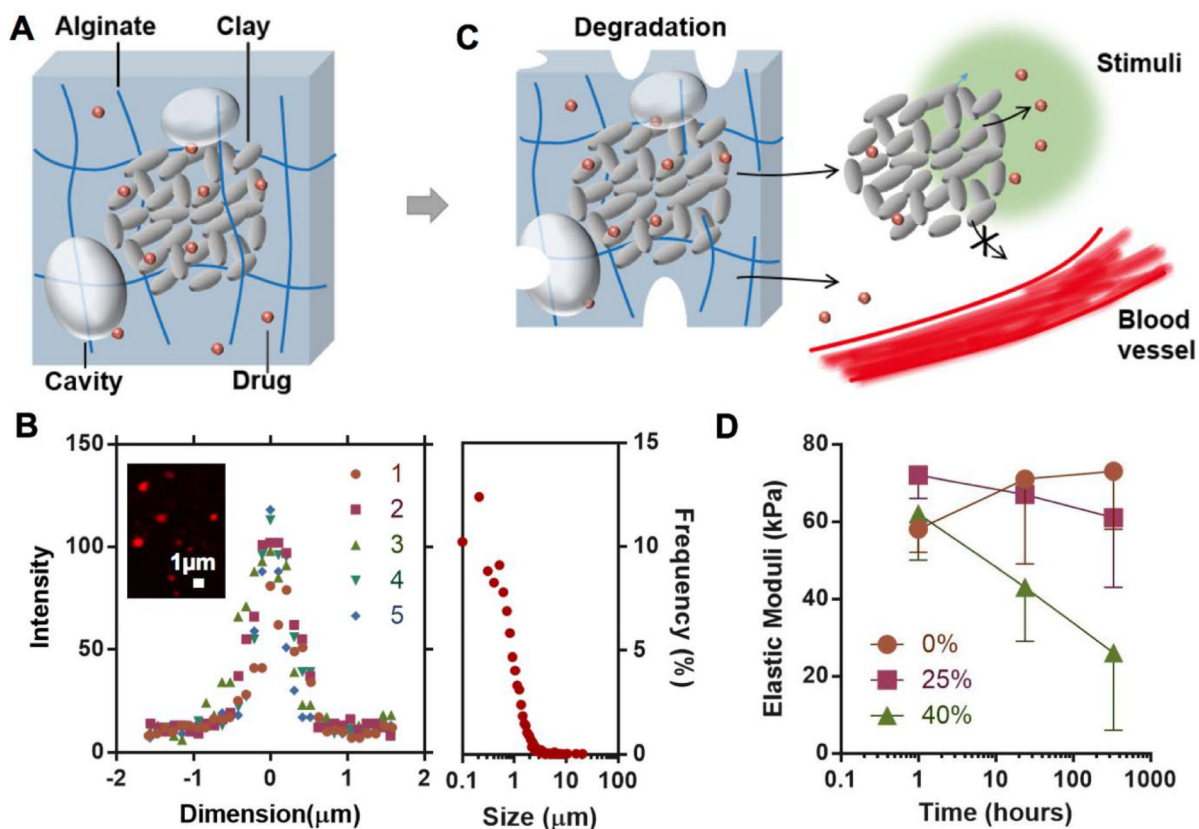 A
Alginate
Clay
Cavity
Drug
C
Degradation
Stimuli
Blood
vessel
B
150
100
50
0
Intensity
1µm
1
2
3
4
5
-2
-1
0
1
2
Dimension(µm)
15
10
5
0
Frequency (%)
0.1
1
10
100
Size (µm)
D
80
60
40
20
0
Elastic Moduli (kPa)
0%
25%
40%
0.1
1
10
100
1000
Time (hours)